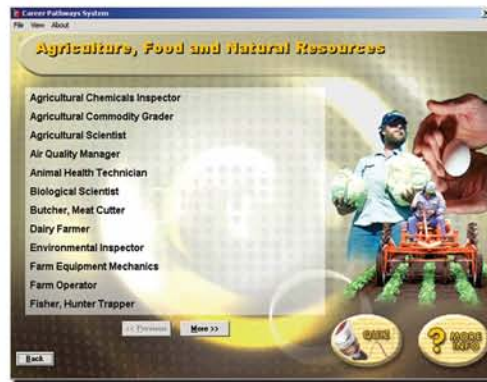 Career Pathways System
File View About
Agriculture, Food and Natural Resources
Agricultural Chemicals Inspector
Agricultural Commodity Grader
Agricultural Scientist
Air Quality Manager
Animal Health Technician
Biological Scientist
Butcher, Meat Cutter
Dairy Farmer
Environmental Inspector
Farm Equipment Mechanics
Farm Operator
Fisher, Hunter Trapper
<< Previous More >>
QUIZ
? MORE INFO
Back